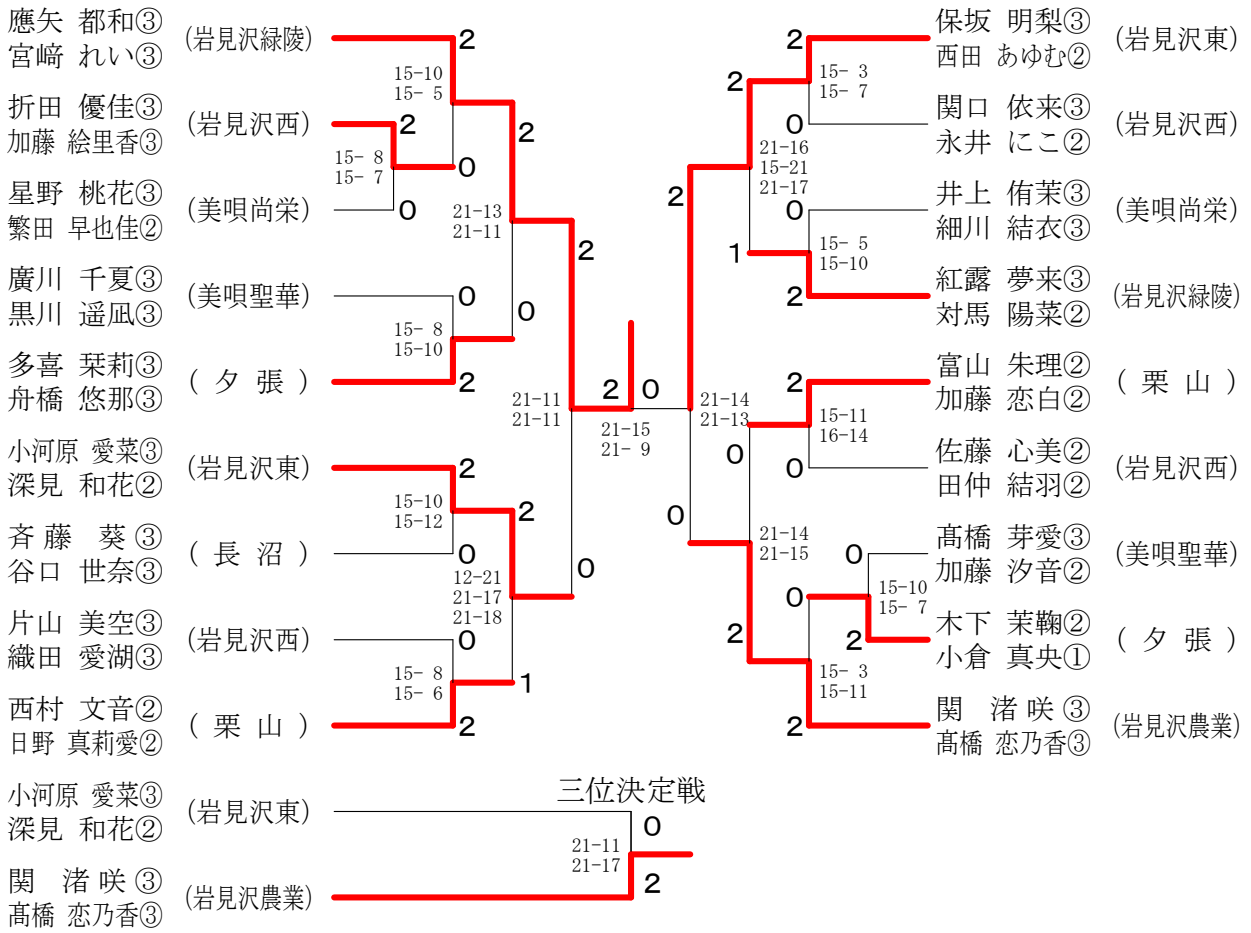 應矢 都和③
宮﨑 れい③
(岩見沢緑陵)
2
15-10
15- 5
折田 優佳③
加藤 絵里香③
(岩見沢西)
2
0
15- 8
15- 7
星野 桃花③
繁田 早也佳②
(美唄尚栄)
0
2
21-13
21-11
廣川 千夏③
黒川 遥凪③
(美唄聖華)
0
15- 8
15-10
0
多喜 栞莉③
舟橋 悠那③
( 夕 張 )
2
2
21-11
21-11
小河原 愛菜③
深見 和花②
(岩見沢東)
2
15-10
15-12
2
斉 藤 葵 ③
谷口 世奈③
( 長 沼 )
0
12-21
21-17
21-18
0
片山 美空③
織田 愛湖③
(岩見沢西)
0
15- 8
15- 6
1
西村 文音②
日野 真莉愛②
( 栗 山 )
2
2 0
21-15
21- 9
保坂 明梨③
西田 あゆむ②
(岩見沢東)
2
15- 3
15- 7
2
関口 依来③
永井 にこ②
(岩見沢西)
0
21-16
15-21
21-17
2
井上 侑茉③
細川 結衣③
(美唄尚栄)
0
15- 5
15-10
1
紅露 夢来③
対馬 陽菜②
(岩見沢緑陵)
2
富山 朱理②
加藤 恋白②
( 栗 山 )
2
21-14
21-13
15-11
16-14
0
佐藤 心美②
田仲 結羽②
(岩見沢西)
0
0
21-14
21-15
髙橋 芽愛③
加藤 汐音②
(美唄聖華)
0
15-10
15- 7
0
木下 茉鞠②
小倉 真央①
( 夕 張 )
2
2
15- 3
15-11
関 渚 咲 ③
髙橋 恋乃香③
(岩見沢農業)
2
三位決定戦
小河原 愛菜③
深見 和花②
(岩見沢東)
0
21-11
21-17
関 渚 咲 ③
髙橋 恋乃香③
(岩見沢農業)
2